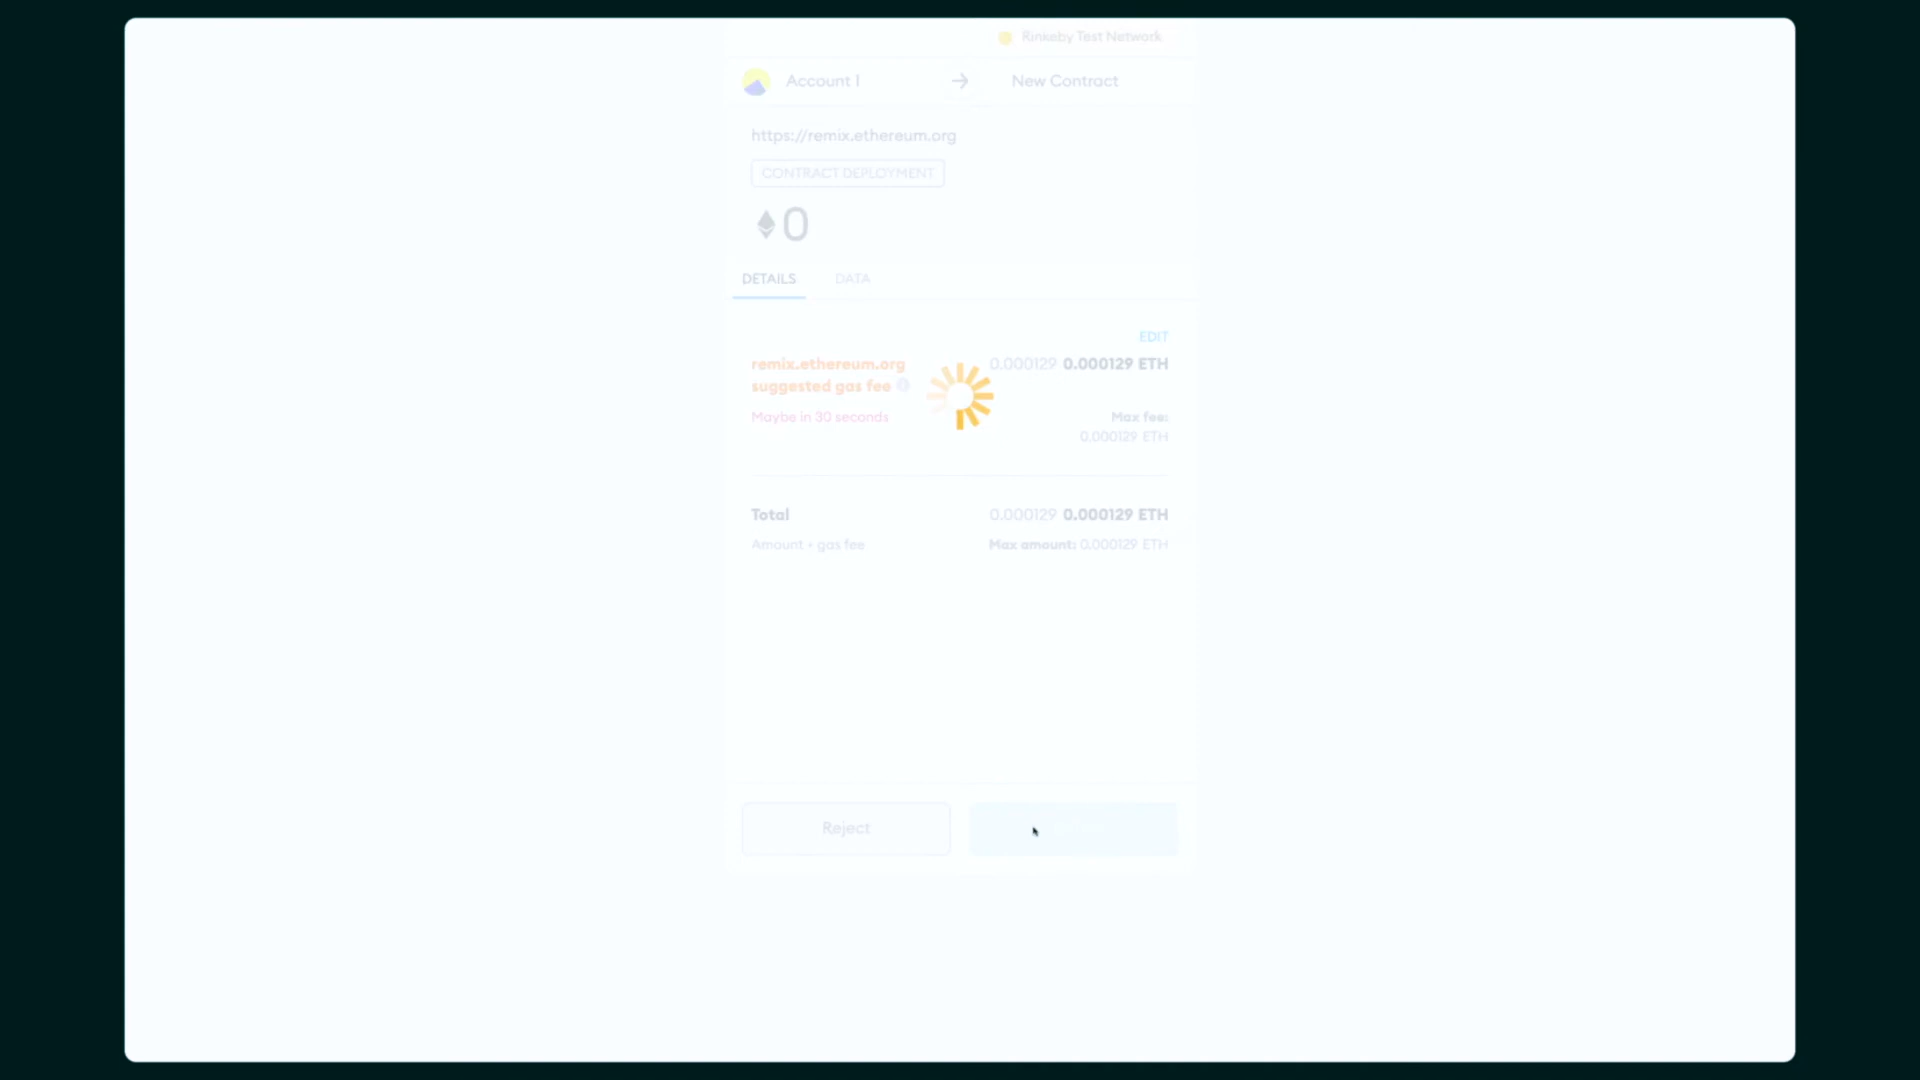 Rinkeby Test Network
Account 1 → New Contract
https://remix.ethereum.org
CONTRACT DEPLOYMENT
0
DETAILS DATA
EDIT
remix.ethereum.org 0.000129 0.000129 ETH
suggested gas fee
Maybe in 30 seconds Max fee:
0.000129 ETH
Total 0.000129 0.000129 ETH
Amount + gas fee Max amount: 0.000129 ETH
Reject